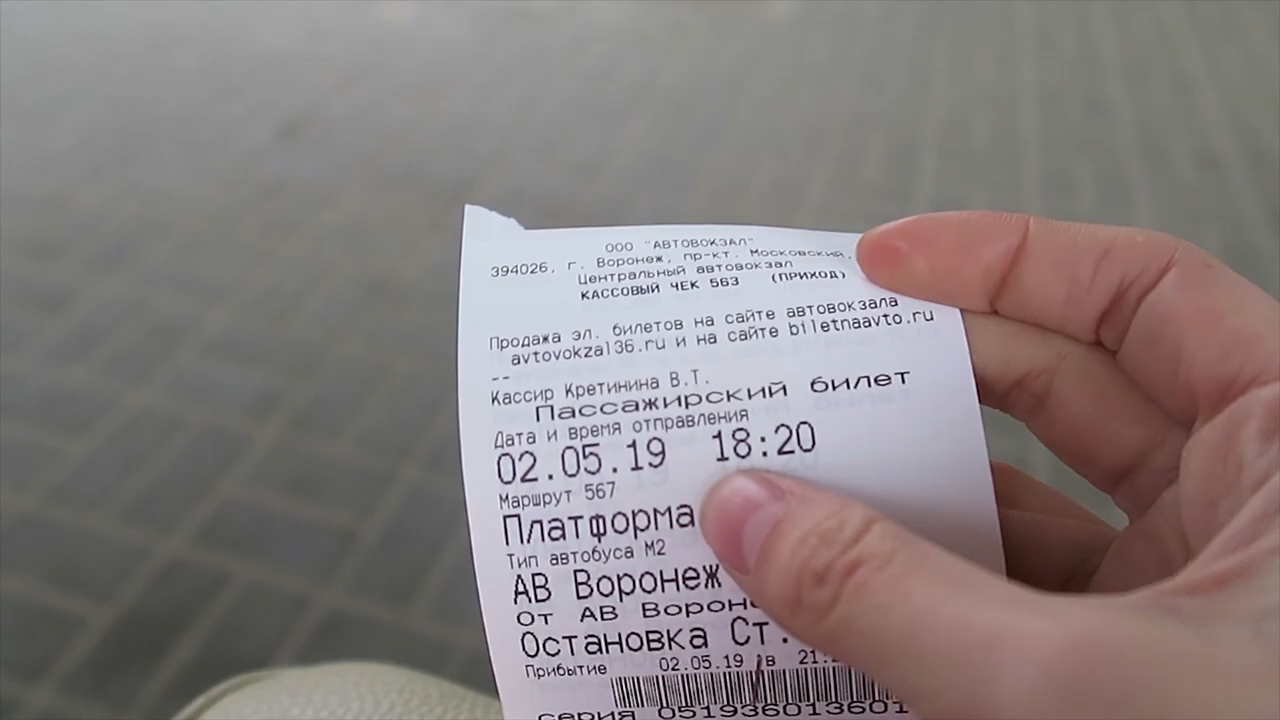 ООО "АВТОВОКЗАЛ"
394026, г. Воронеж, пр-кт. Московский,
Центральный автовокзал
КАССОВЫЙ ЧЕК 563 (ПРИХОД)
Продажа эл. билетов на сайте автовокзала
avtovokzal36.ru и на сайте biletnaavto.ru
--
Кассир Кретинина В.Т.
Пассажирский билет
Дата и время отправления
02.05.19 18:20
Маршрут 567
Платформа
Тип автобуса М2
АВ Воронеж
От АВ
Остановка Ст.
Прибытие 02.05.19 в
серия 051936013601